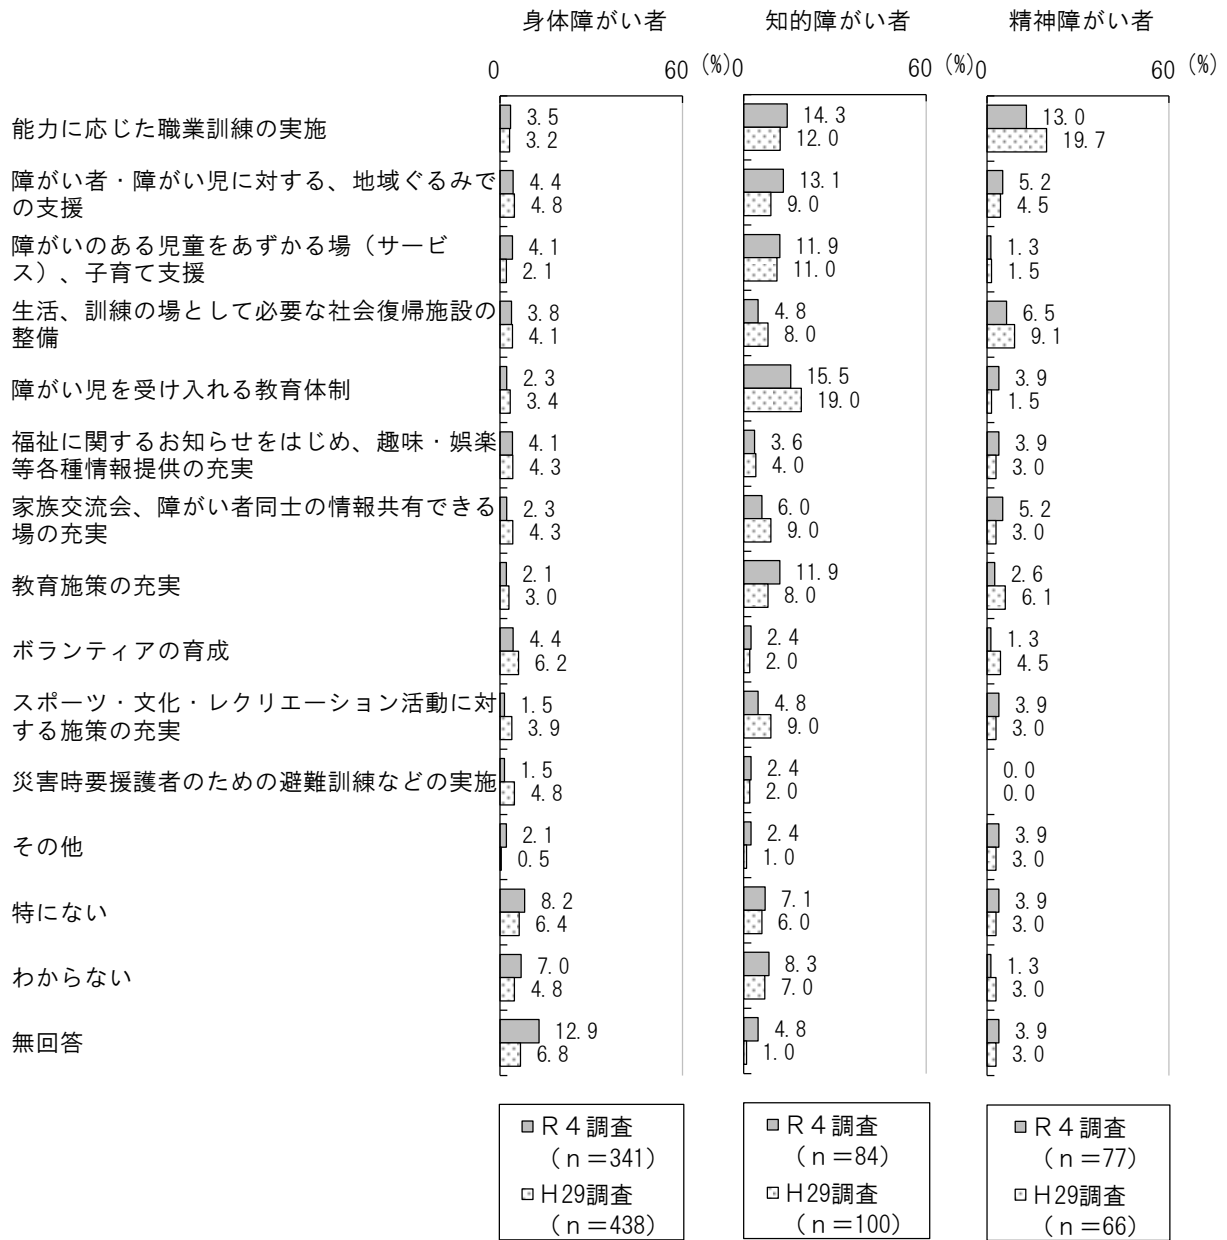 身体障がい者 知的障がい者 精神障がい者
0 60 (%) 0 60 (%) 0 60 (%)
能力に応じた職業訓練の実施 3.5 14.3 13.0
3.2 12.0 19.7
障がい者・障がい児に対する、地域ぐるみで 4.4 13.1 5.2
の支援 4.8 9.0 4.5
障がいのある児童をあずかる場（サービ 4.1 11.9 1.3
ス）、子育て支援 2.1 11.0 1.5
生活、訓練の場として必要な社会復帰施設の 3.8 4.8 6.5
整備 4.1 8.0 9.1
障がい児を受け入れる教育体制 2.3 15.5 3.9
3.4 19.0 1.5
福祉に関するお知らせをはじめ、趣味・娯楽 4.1 3.6 3.9
等各種情報提供の充実 4.3 4.0 3.0
家族交流会、障がい者同士の情報共有できる 2.3 6.0 5.2
場の充実 4.3 9.0 3.0
教育施策の充実 2.1 11.9 2.6
3.0 8.0 6.1
ボランティアの育成 4.4 2.4 1.3
6.2 2.0 4.5
スポーツ・文化・レクリエーション活動に対 1.5 4.8 3.9
する施策の充実 3.9 9.0 3.0
災害時要援護者のための避難訓練などの実施 1.5 2.4 0.0
4.8 2.0 0.0
その他 2.1 2.4 3.9
0.5 1.0 3.0
特にない 8.2 7.1 3.9
6.4 6.0 3.0
わからない 7.0 8.3 1.3
4.8 7.0 3.0
無回答 12.9 4.8 3.9
6.8 1.0 3.0
Ｒ４調査 Ｒ４調査 Ｒ４調査
（ｎ＝341） （ｎ＝84） （ｎ＝77）
Ｈ29調査 Ｈ29調査 Ｈ29調査
（ｎ＝438） （ｎ＝100） （ｎ＝66）